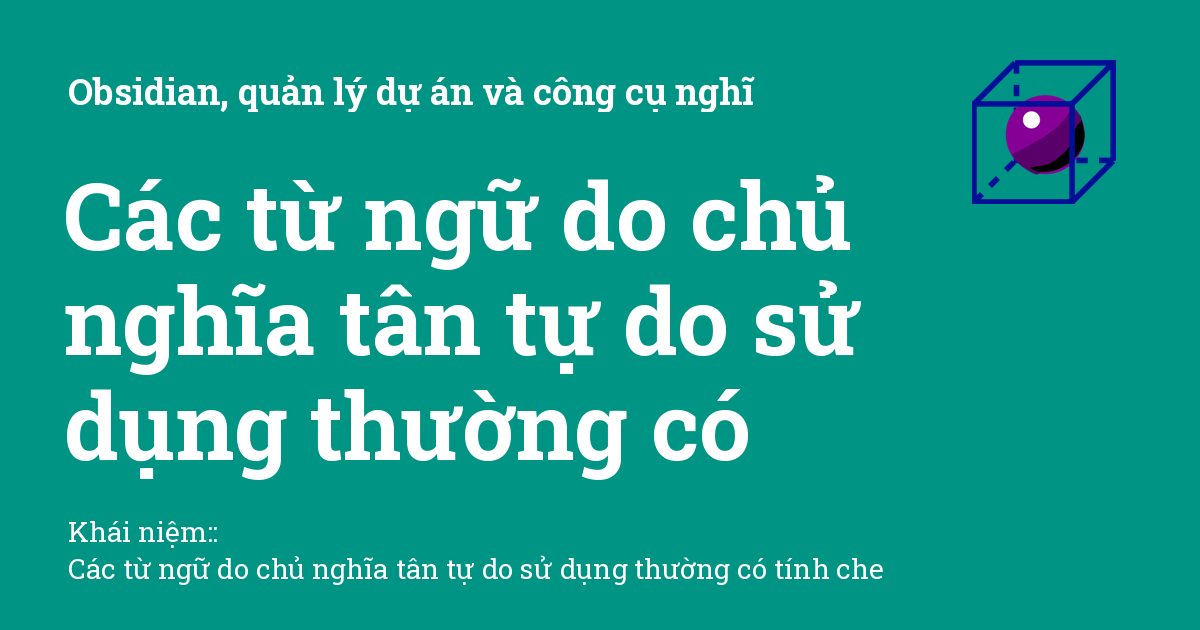 Obsidian, quản lý dự án và công cụ nghĩ
Các từ ngữ do chủ
nghĩa tân tự do sử
dụng thường có
Khái niệm::
Các từ ngữ do chủ nghĩa tân tự do sử dụng thường có tính che